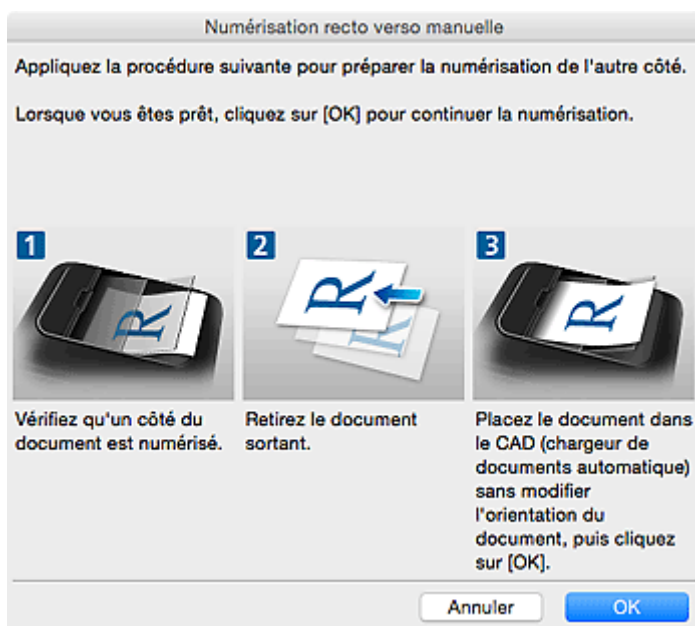 Numérisation recto verso manuelle
Appliquez la procédure suivante pour préparer la numérisation de l'autre côté.
Lorsque vous êtes prêt, cliquez sur [OK] pour continuer la numérisation.
1
R
Vérifiez qu'un côté du
document est numérisé.
2
R
R
Retirez le document
sortant.
3
R
Placez le document dans
le CAD (chargeur de
documents automatique)
sans modifier
l'orientation du
document, puis cliquez
sur [OK].
Annuler
OK